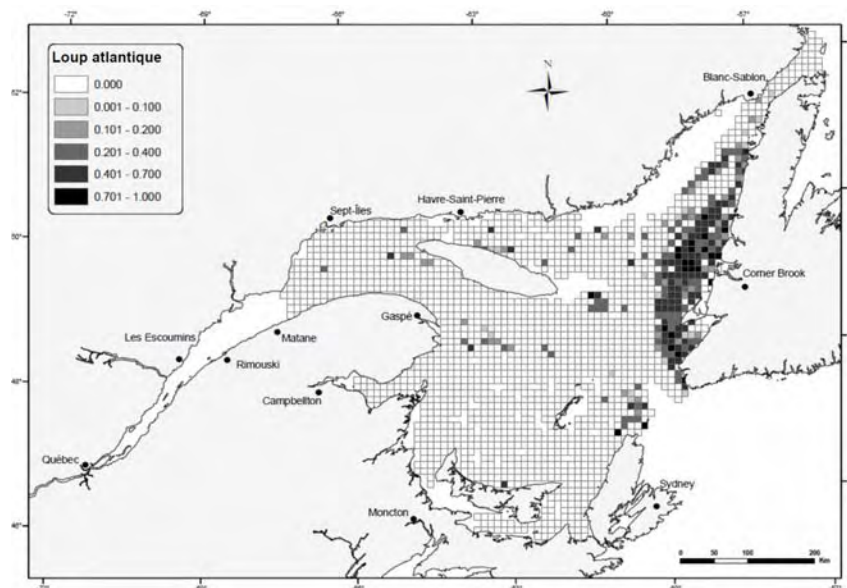 Loup atlantique
0.000
0.001 - 0.100
0.101 - 0.200
0.201 - 0.400
0.401 - 0.700
0.701 - 1.000
N
Blanc-Sablon
Havre-Saint-Pierre
Sept-Îles
Corner Brook
Gaspé
Les Escoumins
Matane
Rimouski
Campbellton
Québec
Sydney
Moncton
0 50 100 200
Km